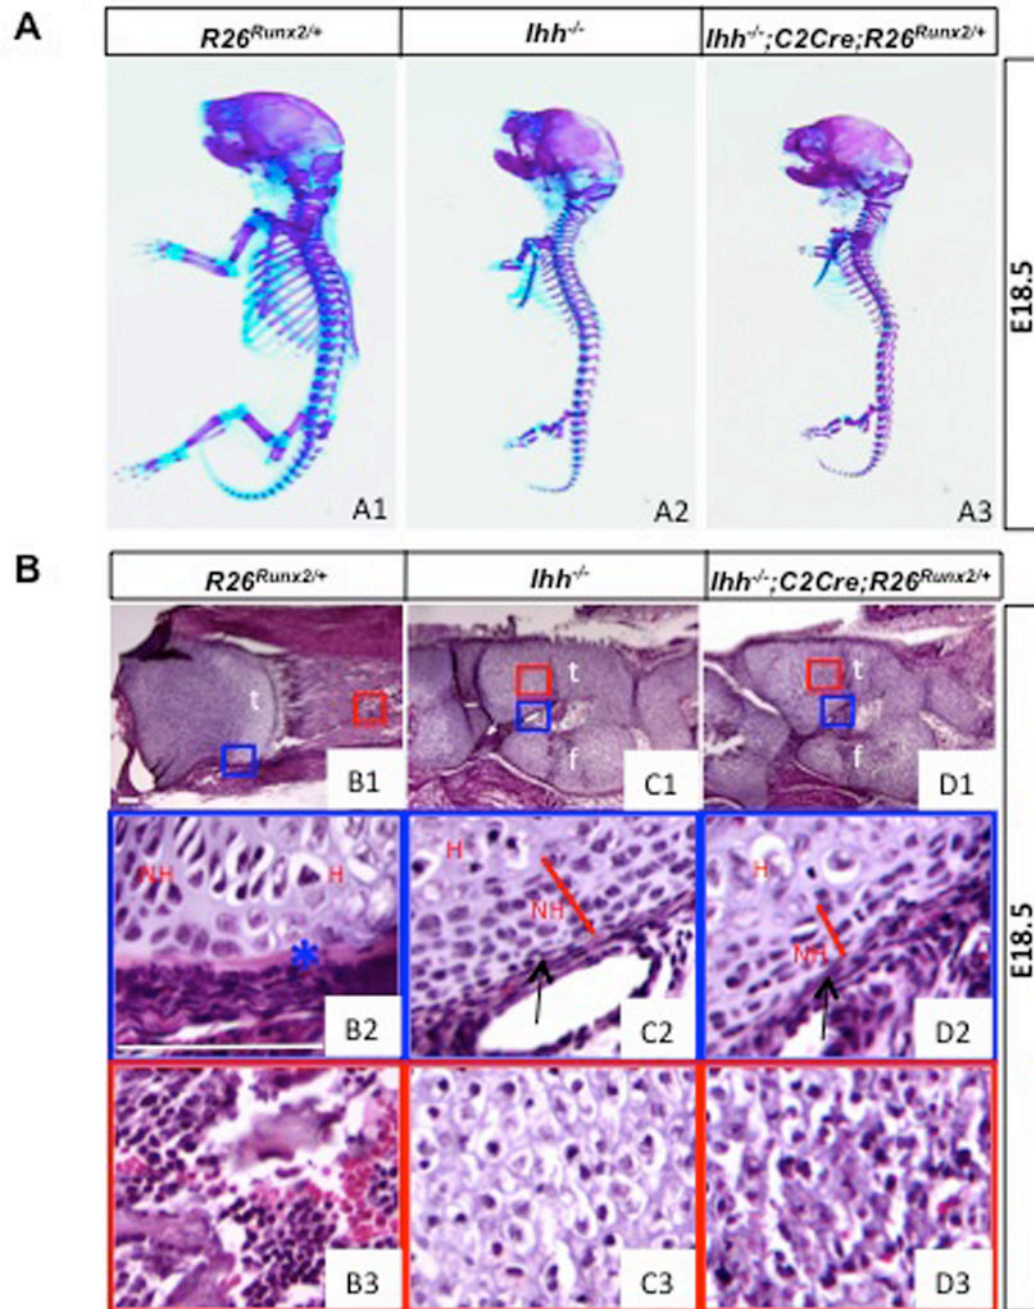 A
R26Runx2/+ Ihh-/- Ihh-/-;C2Cre;R26Runx2/+
E18.5
A1 A2 A3
B
R26Runx2/+ Ihh-/- Ihh-/-;C2Cre;R26Runx2/+
t t t
f f
B1 C1 D1
NH H H NH H NH
*
B2 C2 D2
E18.5
B3 C3 D3